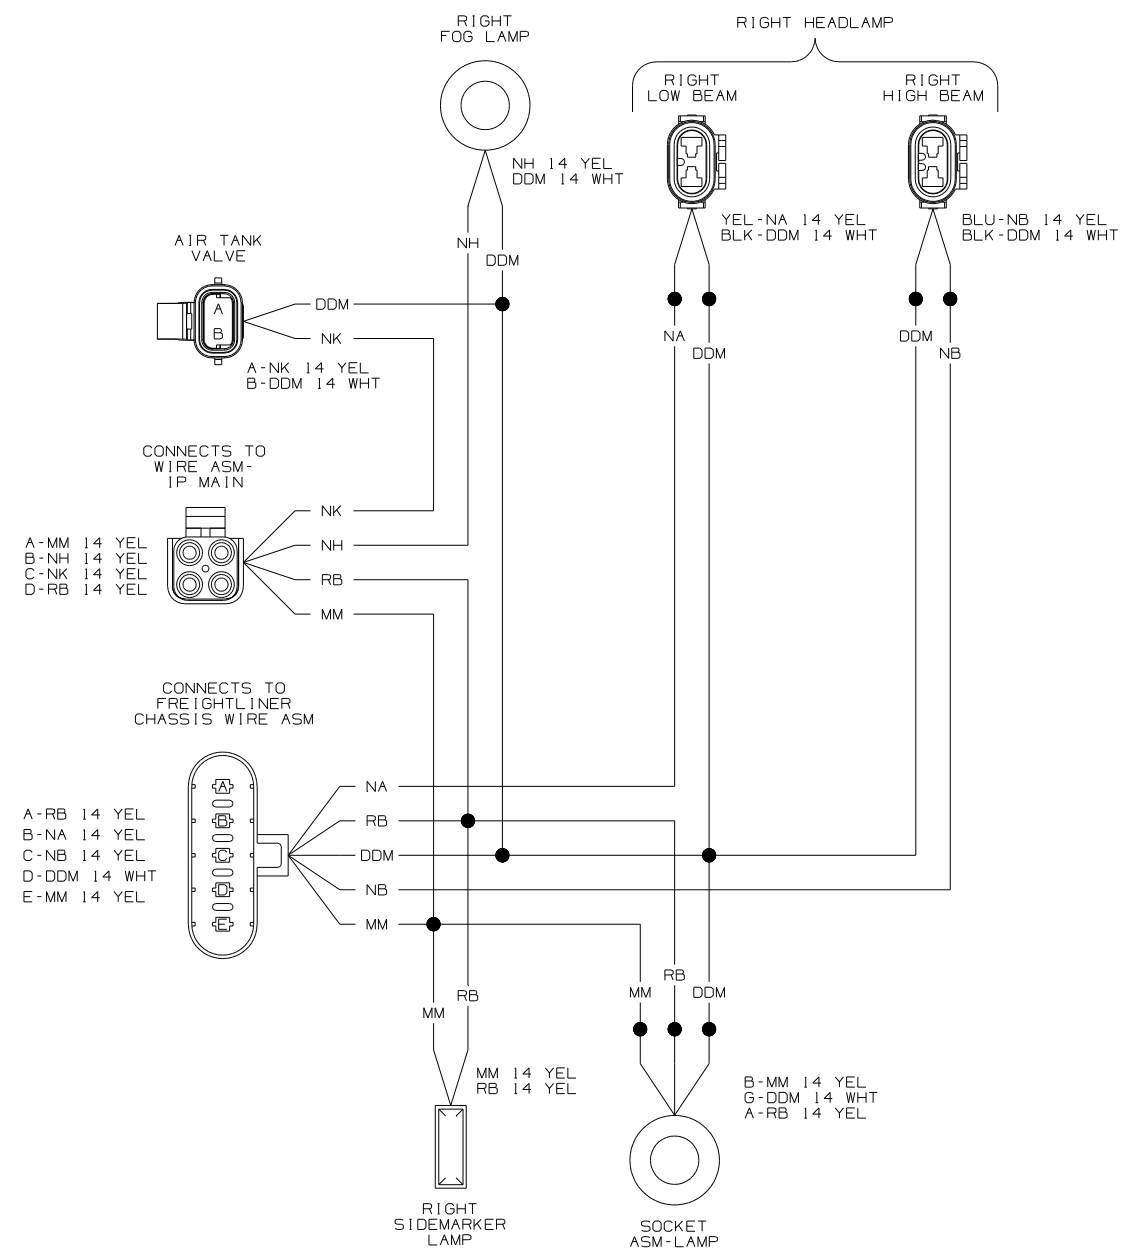 RIGHT
FOG LAMP
RIGHT HEADLAMP
RIGHT
LOW BEAM
RIGHT
HIGH BEAM
NH 14 YEL
DDM 14 WHT
YEL-NA 14 YEL
BLK-DDM 14 WHT
BLU-NB 14 YEL
BLK-DDM 14 WHT
NH
DDM
AIR TANK
VALVE
A
B
DDM
NK
A-NK 14 YEL
B-DDM 14 WHT
NA
DDM
DDM
NB
CONNECTS TO
WIRE ASM-
IP MAIN
A-MM 14 YEL
B-NH 14 YEL
C-NK 14 YEL
D-RB 14 YEL
NK
NH
RB
MM
CONNECTS TO
FREIGHTLINER
CHASSIS WIRE ASM
A-RB 14 YEL
B-NA 14 YEL
C-NB 14 YEL
D-DDM 14 WHT
E-MM 14 YEL
A
B
C
D
E
NA
RB
DDM
NB
MM
MM
RB
MM
RB
DDM
MM 14 YEL
RB 14 YEL
B-MM 14 YEL
G-DDM 14 WHT
A-RB 14 YEL
RIGHT
SIDEMARKER
LAMP
SOCKET
ASM-LAMP